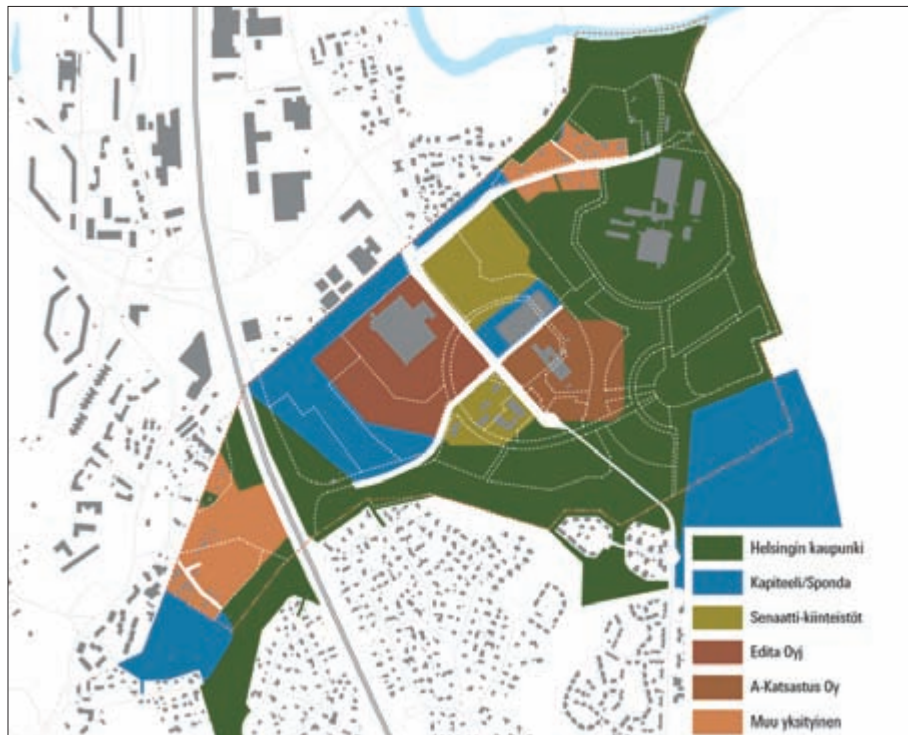 Helsingin kaupunki
Kapiteeli/Sponda
Senaatti-kiinteistöt
Edita Oyj
A-Katsastus Oy
Muu yksityinen